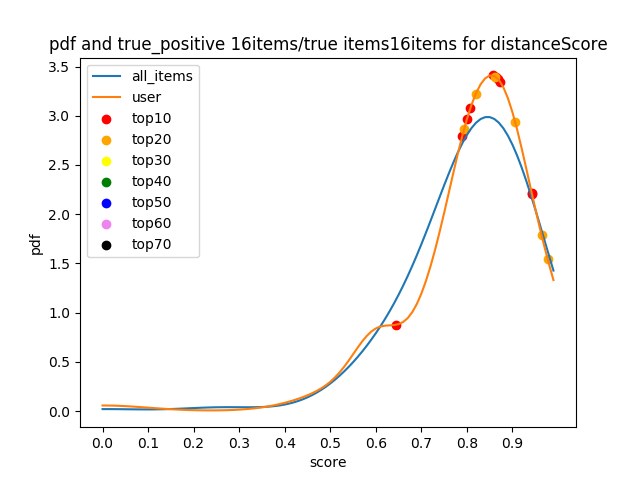 pdf and true_positive 16items/true items16items for distanceScore
3.5
3.0
2.5
2.0
1.5
1.0
0.5
0.0
pdf
all_items
user
top10
top20
top30
top40
top50
top60
top70
0.0 0.1 0.2 0.3 0.4 0.5 0.6 0.7 0.8 0.9
score